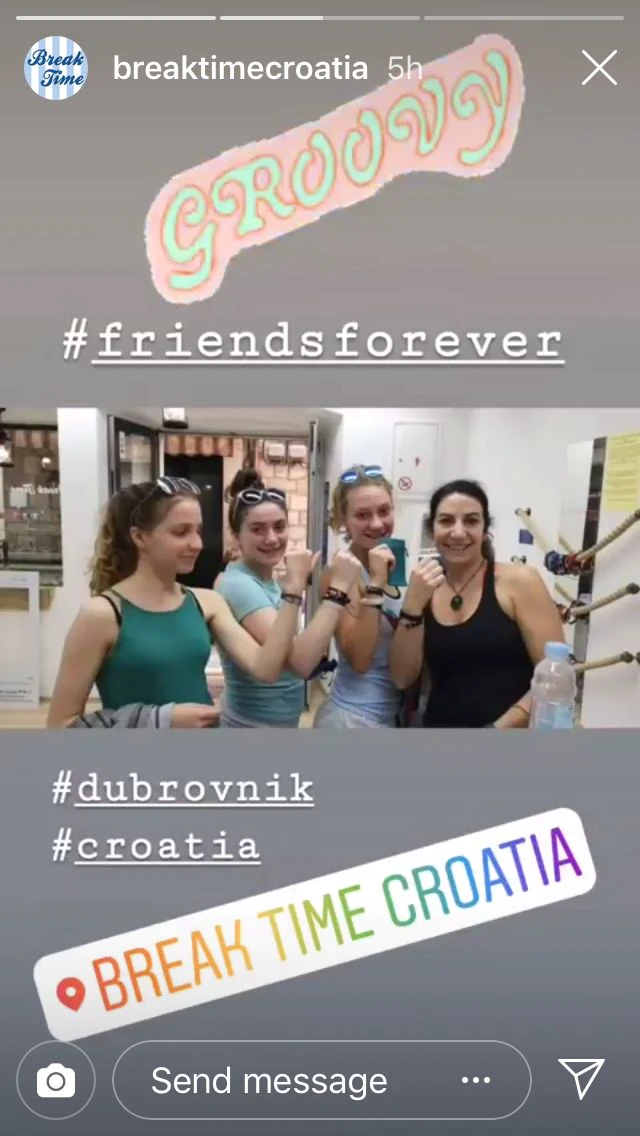 Break
Time
breaktimecroatia 5h
GROOVY
#friendsforever
#dubrovnik
#croatia
BREAK TIME CROATIA
Send message